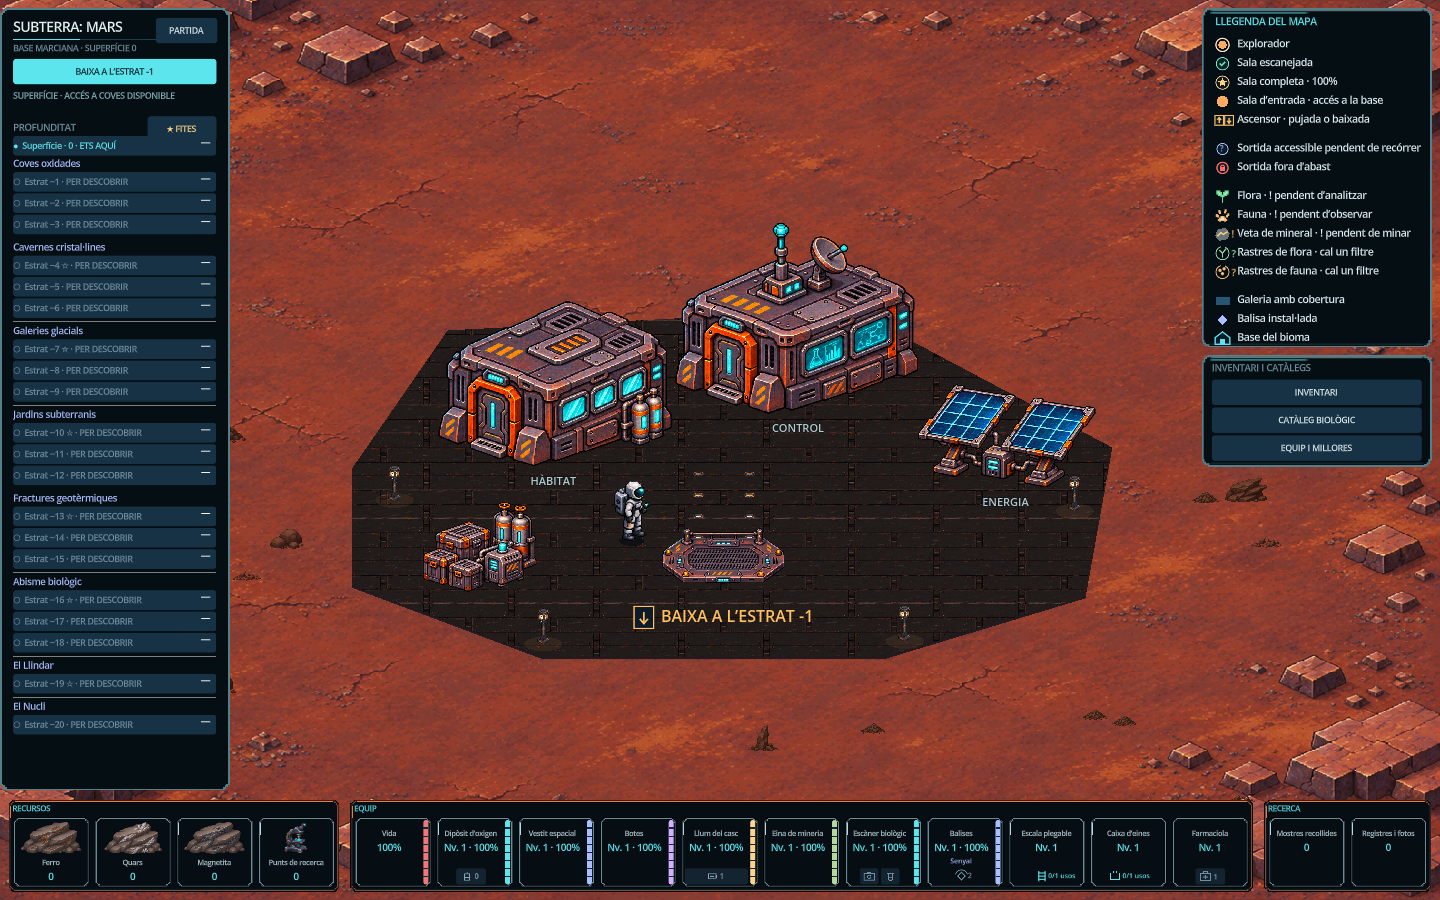 SUBTERRA: MARS
PARTIDA
BASE MARCIANA · SUPERFÍCIE 0
BAIXA A L'ESTRAT -1
SUPERFÍCIE · ACCÉS A COVES DISPONIBLE
PROFUNDITAT
★ FITES
● Superfície · 0 · ETS AQUÍ —
Coves oxidades
○ Estrat −1 · PER DESCOBRIR —
○ Estrat −2 · PER DESCOBRIR —
○ Estrat −3 · PER DESCOBRIR —
Cavernes cristal·lines
○ Estrat −4 ☆ · PER DESCOBRIR —
○ Estrat −5 · PER DESCOBRIR —
○ Estrat −6 · PER DESCOBRIR —
Galeries glacials
○ Estrat −7 ☆ · PER DESCOBRIR —
○ Estrat −8 · PER DESCOBRIR —
○ Estrat −9 · PER DESCOBRIR —
Jardins subterranis
○ Estrat −10 ☆ · PER DESCOBRIR —
○ Estrat −11 · PER DESCOBRIR —
○ Estrat −12 · PER DESCOBRIR —
Fractures geotèrmiques
○ Estrat −13 ☆ · PER DESCOBRIR —
○ Estrat −14 · PER DESCOBRIR —
○ Estrat −15 · PER DESCOBRIR —
Abisme biològic
○ Estrat −16 ☆ · PER DESCOBRIR —
○ Estrat −17 · PER DESCOBRIR —
○ Estrat −18 · PER DESCOBRIR —
El Llindar
○ Estrat −19 ☆ · PER DESCOBRIR —
El Nucli
○ Estrat −20 · PER DESCOBRIR —
CONTROL
HÀBITAT
ENERGIA
↓ BAIXA A L'ESTRAT -1
LLEGENDA DEL MAPA
Explorador
Sala escanejada
Sala completa · 100%
Sala d'entrada · accés a la base
Ascensor · pujada o baixada
? Sortida accessible pendent de recórrer
Sortida fora d'abast
Flora · ! pendent d'analitzar
Fauna · ! pendent d'observar
! Veta de mineral · ! pendent de minar
? Rastres de flora · cal un filtre
? Rastres de fauna · cal un filtre
Galeria amb cobertura
Balisa instal·lada
Base del bioma
INVENTARI I CATÀLEGS
INVENTARI
CATÀLEG BIOLÒGIC
EQUIP I MILLORES
RECURSOS
Ferro
0
Quars
0
Magnetita
0
Punts de recerca
0
EQUIP
Vida
100%
Dipòsit d'oxigen
Nv. 1 · 100%
0
Vestit espacial
Nv. 1 · 100%
Botes
Nv. 1 · 100%
Llum del casc
Nv. 1 · 100%
1
Eina de mineria
Nv. 1 · 100%
Escàner biològic
Nv. 1 · 100%
Balises
Nv. 1 · 100%
Senyal
2
Escala plegable
Nv. 1
0/1 usos
Caixa d'eines
Nv. 1
0/1 usos
Farmaciola
Nv. 1
1
RECERCA
Mostres recollides
0
Registres i fotos
0